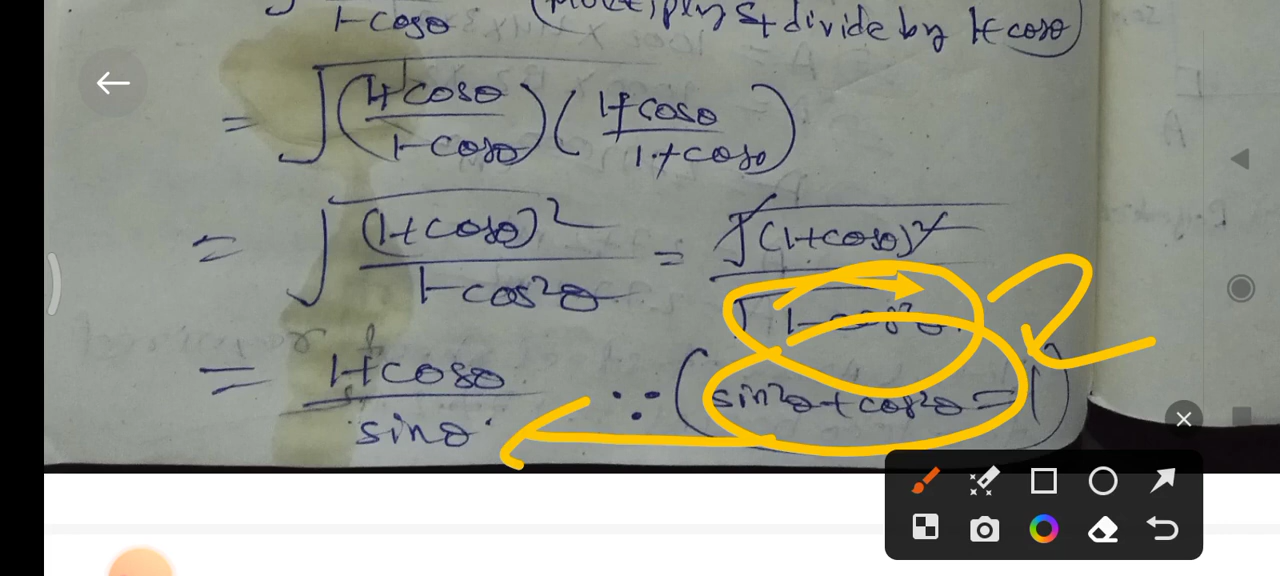 1-cosθ (Multiply & divide by 1+cosθ)
= √(1+cosθ/1-cosθ)(1+cosθ/1+cosθ)
= √(1+cosθ)²/1-cos²θ = √(1+cosθ)²/√1-cos²θ
= 1+cosθ/sinθ ∵ (sin²θ+cos²θ=1)